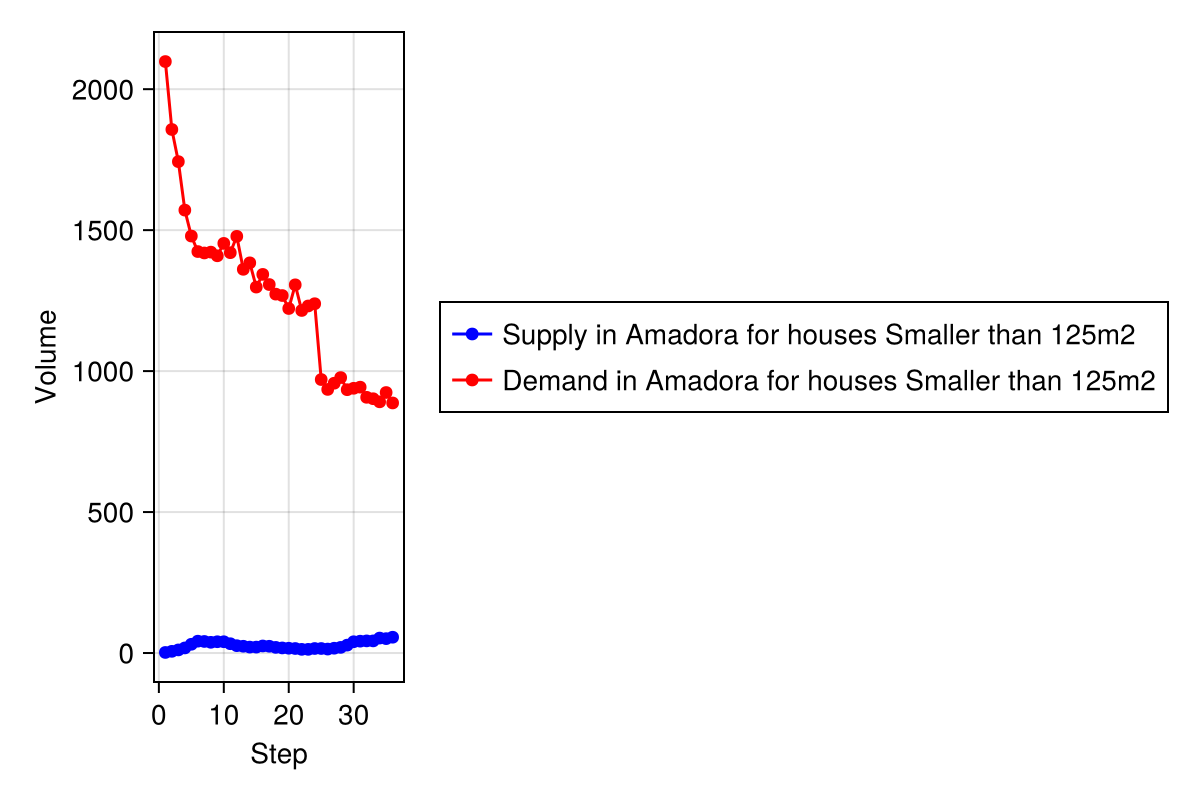 Volume
2000
1500
1000
500
0
0 10 20 30
Step
Supply in Amadora for houses Smaller than 125m2
Demand in Amadora for houses Smaller than 125m2